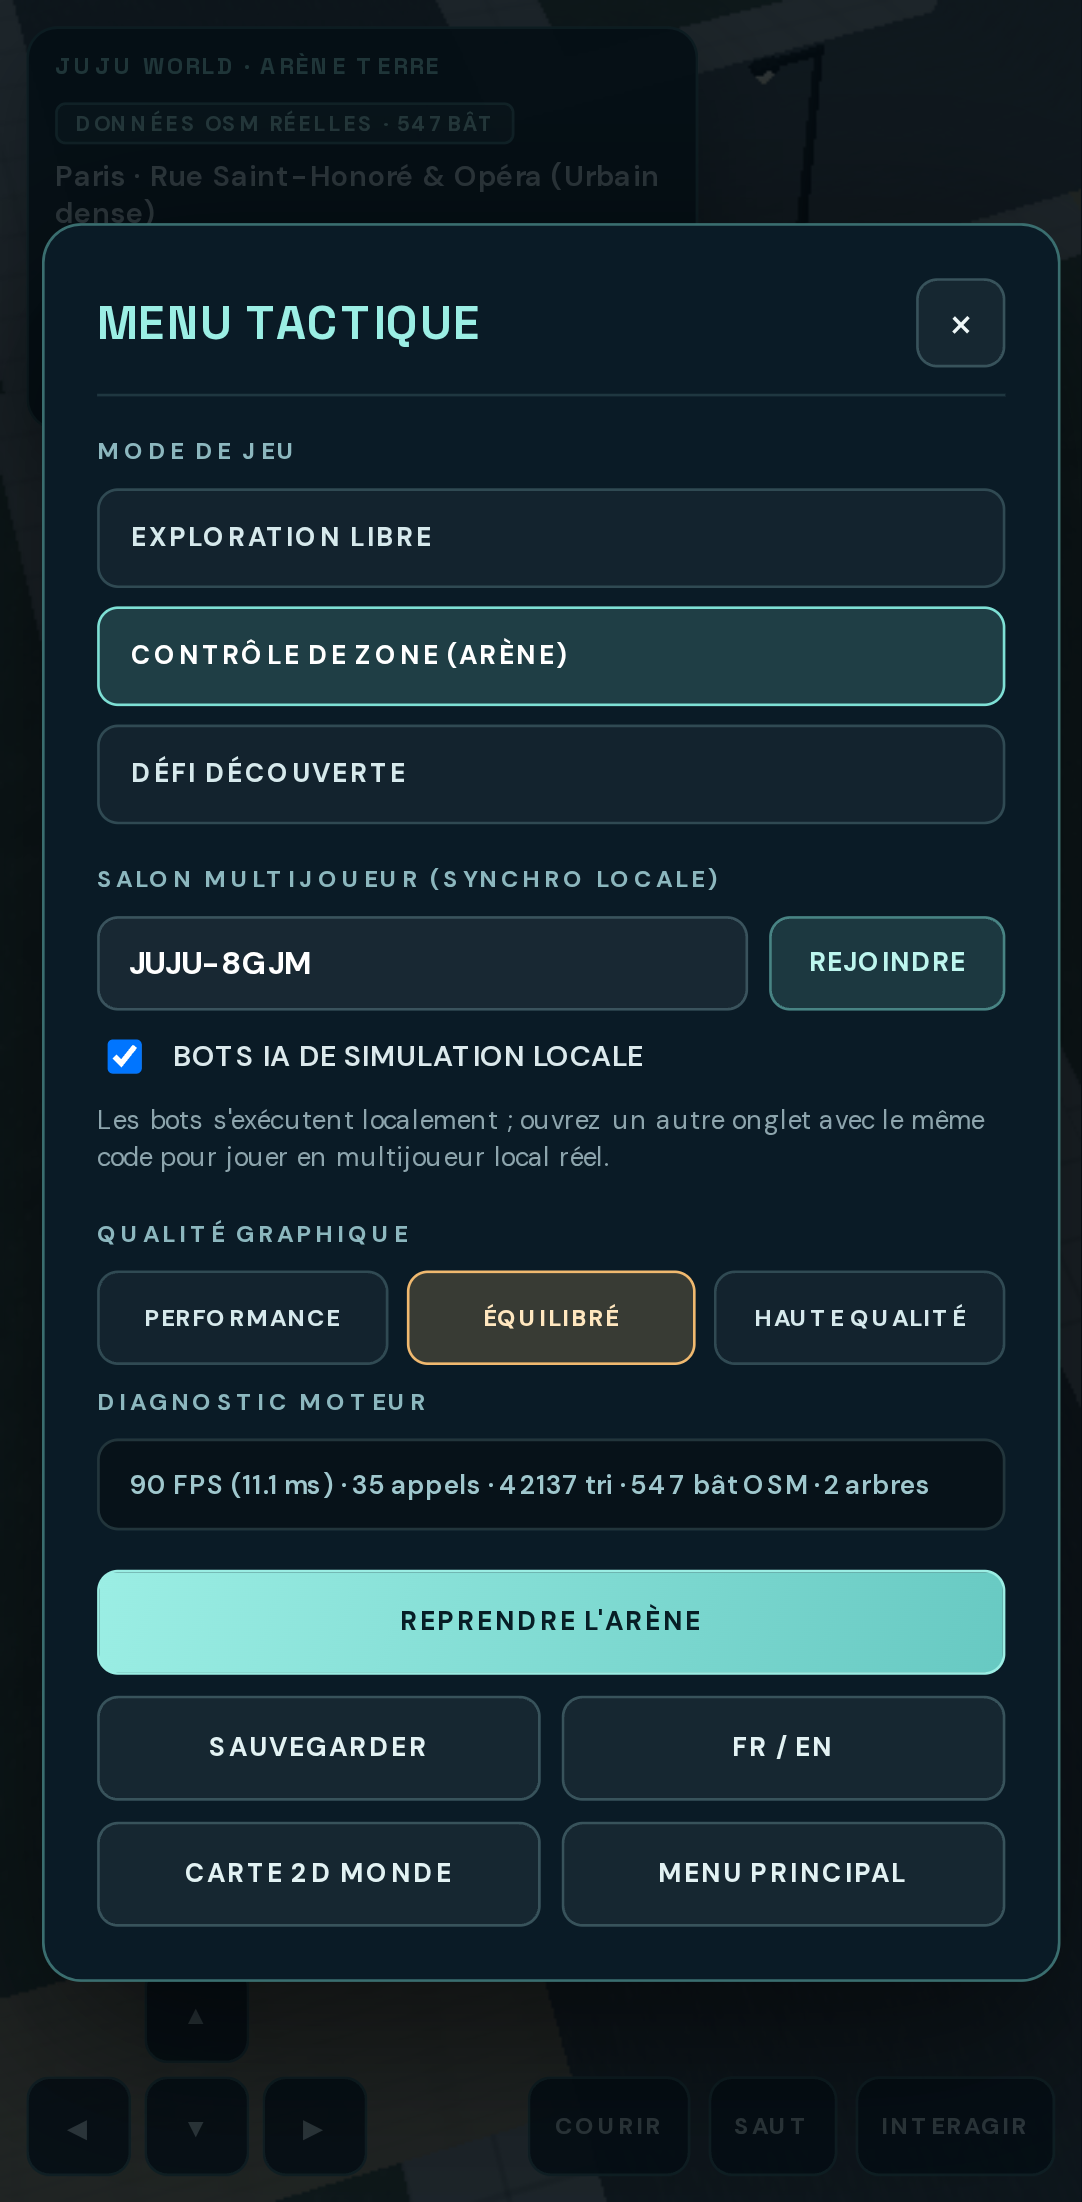 JUJU WORLD · ARÈNE TERRE
DONNÉES OSM RÉELLES · 547 BÂT
Paris · Rue Saint-Honoré & Opéra (Urbain
dense)
MENU TACTIQUE
×
MODE DE JEU
EXPLORATION LIBRE
CONTRÔLE DE ZONE (ARÈNE)
DÉFI DÉCOUVERTE
SALON MULTIJOUEUR (SYNCHRO LOCALE)
JUJU-8GJM
REJOINDRE
BOTS IA DE SIMULATION LOCALE
Les bots s'exécutent localement ; ouvrez un autre onglet avec le même
code pour jouer en multijoueur local réel.
QUALITÉ GRAPHIQUE
PERFORMANCE
ÉQUILIBRÉ
HAUTE QUALITÉ
DIAGNOSTIC MOTEUR
90 FPS (11.1 ms) · 35 appels · 42137 tri · 547 bât OSM · 2 arbres
REPRENDRE L'ARÈNE
SAUVEGARDER
FR / EN
CARTE 2D MONDE
MENU PRINCIPAL
▲
◀ ▼ ▶
COURIR
SAUT
INTERAGIR